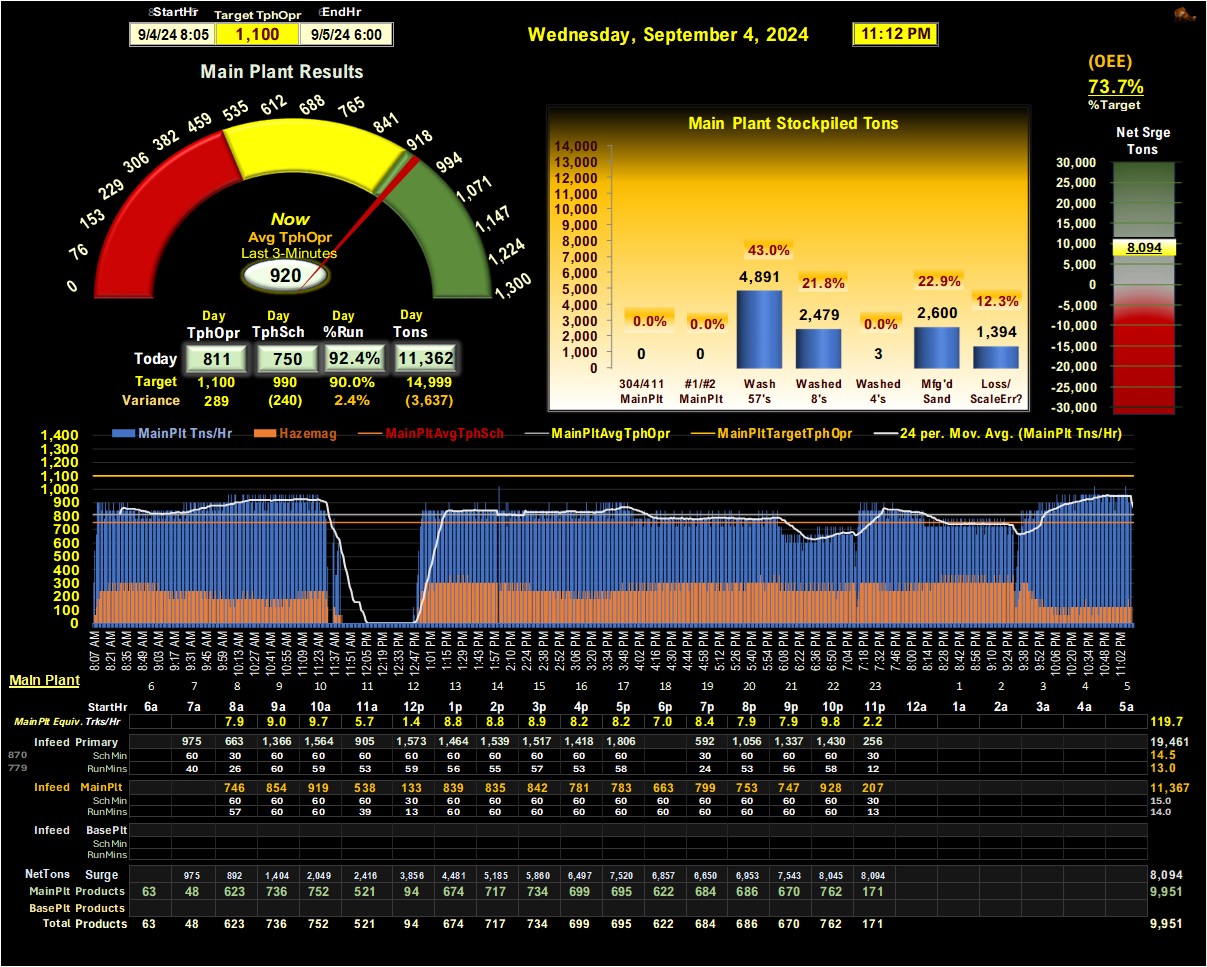 StartHr Target TphOpr EndHr
9/4/24 8:05 1,100 9/5/24 6:00
Wednesday, September 4, 2024 11:12 PM
(OEE)
73.7%
%Target
Main Plant Results
0 76 153 229 306 382 459 535 612 688 765 841 918 994 1,071 1,147 1,224 1,300
Now
Avg TphOpr
Last 3-Minutes
920
Day Day Day Day
TphOpr TphSch %Run Tons
Today 811 750 92.4% 11,362
Target 1,100 990 90.0% 14,999
Variance 289 (240) 2.4% (3,637)
Main Plant Stockpiled Tons
14,000
13,000
12,000
11,000
10,000
9,000
8,000
7,000
6,000
5,000
4,000
3,000
2,000
1,000
0
0.0% 0.0% 43.0% 21.8% 0.0% 22.9% 12.3%
0 0 4,891 2,479 3 2,600 1,394
304/411 #1/#2 Wash Washed Washed Mfg'd Loss/
MainPlt MainPlt 57's 8's 4's Sand ScaleErr?
Net Srge
Tons
30,000
25,000
20,000
15,000
10,000
8,094
5,000
0
-5,000
-10,000
-15,000
-20,000
-25,000
-30,000
MainPlt Tns/Hr Hazemag MainPltAvgTphSch MainPltAvgTphOpr MainPltTargetTphOpr 24 per. Mov. Avg. (MainPlt Tns/Hr)
1,400
1,300
1,200
1,100
1,000
900
800
700
600
500
400
300
200
100
0
8:07 AM 8:21 AM 8:35 AM 8:49 AM 9:03 AM 9:17 AM 9:31 AM 9:45 AM 9:59 AM 10:13 AM 10:27 AM 10:41 AM 10:55 AM 11:09 AM 11:23 AM 11:37 AM 11:51 AM 12:05 PM 12:19 PM 12:33 PM 12:47 PM 1:01 PM 1:15 PM 1:29 PM 1:43 PM 1:57 PM 2:10 PM 2:24 PM 2:38 PM 2:52 PM 3:06 PM 3:20 PM 3:34 PM 3:48 PM 4:02 PM 4:16 PM 4:30 PM 4:44 PM 4:58 PM 5:12 PM 5:26 PM 5:40 PM 5:54 PM 6:08 PM 6:22 PM 6:36 PM 6:50 PM 7:04 PM 7:18 PM 7:32 PM 7:46 PM 8:00 PM 8:14 PM 8:28 PM 8:42 PM 8:56 PM 9:10 PM 9:24 PM 9:38 PM 9:52 PM 10:06 PM 10:20 PM 10:34 PM 10:48 PM 11:02 PM
Main Plant 6 7 8 9 10 11 12 13 14 15 16 17 19 20 21 22 23 1 2 3 4 5
StartHr 6a 7a 8a 9a 10a 11a 12p 1p 2p 3p 4p 5p 6p 7p 8p 9p 10p 11p 12a 1a 2a 3a 4a 5a
MainPlt Equiv. Trks/Hr 7.9 9.0 9.7 5.7 1.4 8.8 8.8 8.9 8.2 8.2 7.0 8.4 7.9 7.9 9.8 2.2 119.7
Infeed Primary 975 663 1,366 1,564 905 1,573 1,464 1,539 1,517 1,418 1,806 592 1,056 1,337 1,430 256 19,461
870 Sch Min 60 30 60 60 60 60 60 60 60 60 60 30 60 60 60 30 14.5
779 RunMins 40 26 60 59 53 59 56 55 57 53 58 24 53 56 58 12 13.0
Infeed MainPlt 746 854 919 538 133 839 835 842 781 783 663 799 753 747 928 207 11,367
Sch Min 60 60 60 60 30 60 60 60 60 60 60 60 60 60 60 30 15.0
RunMins 57 60 60 39 13 60 60 60 60 60 60 60 60 60 60 13 14.0
Infeed BasePlt
Sch Min
RunMins
NetTons Surge 975 892 1,404 2,049 2,416 3,856 4,481 5,185 5,860 6,497 7,520 6,857 6,650 6,953 7,543 8,045 8,094 8,094
MainPlt Products 63 48 623 736 752 521 94 674 717 734 699 695 622 684 686 670 762 171 9,951
BasePlt Products
Total Products 63 48 623 736 752 521 94 674 717 734 699 695 622 684 686 670 762 171 9,951